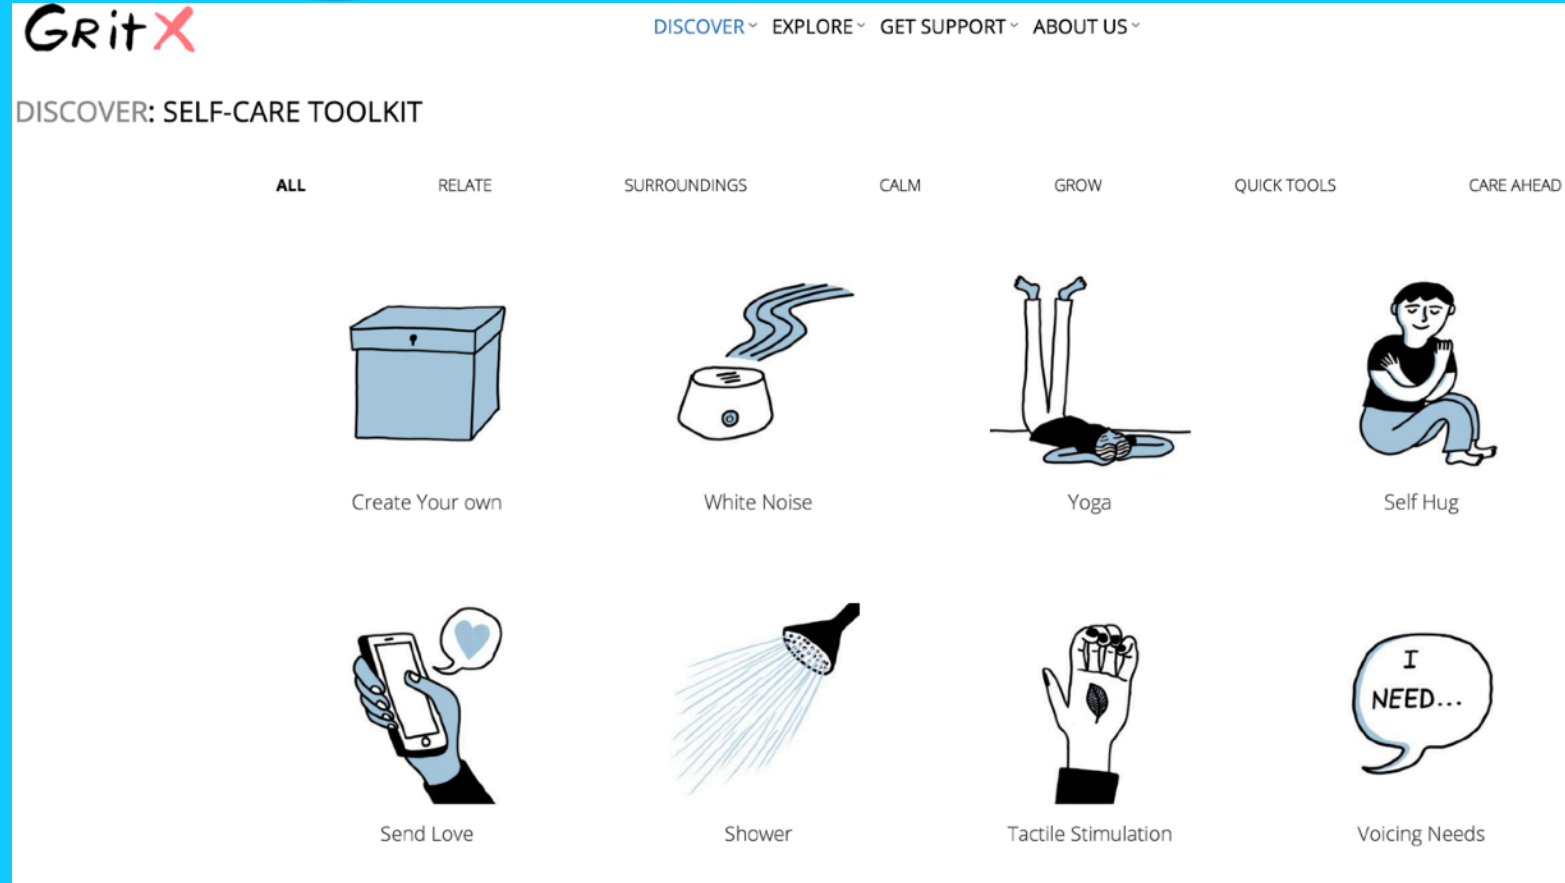 GRitX
DISCOVER EXPLORE GET SUPPORT ABOUT US
DISCOVER: SELF-CARE TOOLKIT
ALL RELATE SURROUNDINGS CALM GROW QUICK TOOLS CARE AHEAD
Create Your own
White Noise
Yoga
Self Hug
I
NEED...
Send Love
Shower
Tactile Stimulation
Voicing Needs